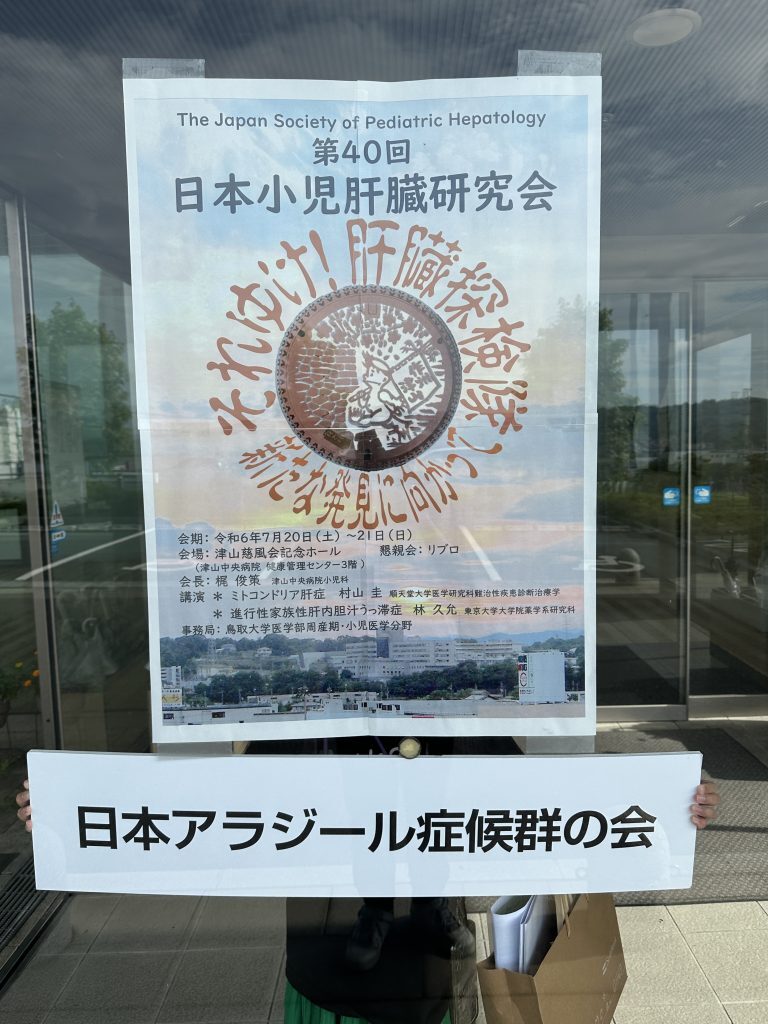 The Japan Society of Pediatric Hepatology
第40回
日本小児肝臓研究会
それゆけ!肝臓探検隊
新たな発見に向かって
会期:令和6年7月20日(土)~21日(日)
会場:津山慈風会記念ホール 懇親会:リブロ
(津山中央病院 健康管理センター3階)
会長:梶 俊策 津山中央病院小児科
講演 * ミトコンドリア肝症 村山 圭 順天堂大学医学研究科難治性疾患診断治療学
* 進行性家族性肝内胆汁うっ滞症 林 久允 東京大学大学院薬学系研究科
事務局:鳥取大学医学部周産期・小児医学分野
日本アラジール症候群の会